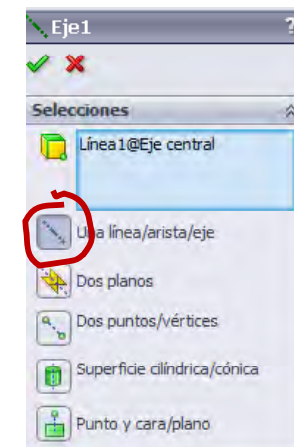 Eje1 ?
Selecciones
Línea1@Eje central
Una línea/arista/eje
Dos planos
Dos puntos/vértices
Superficie cilíndrica/cónica
Punto y cara/plano